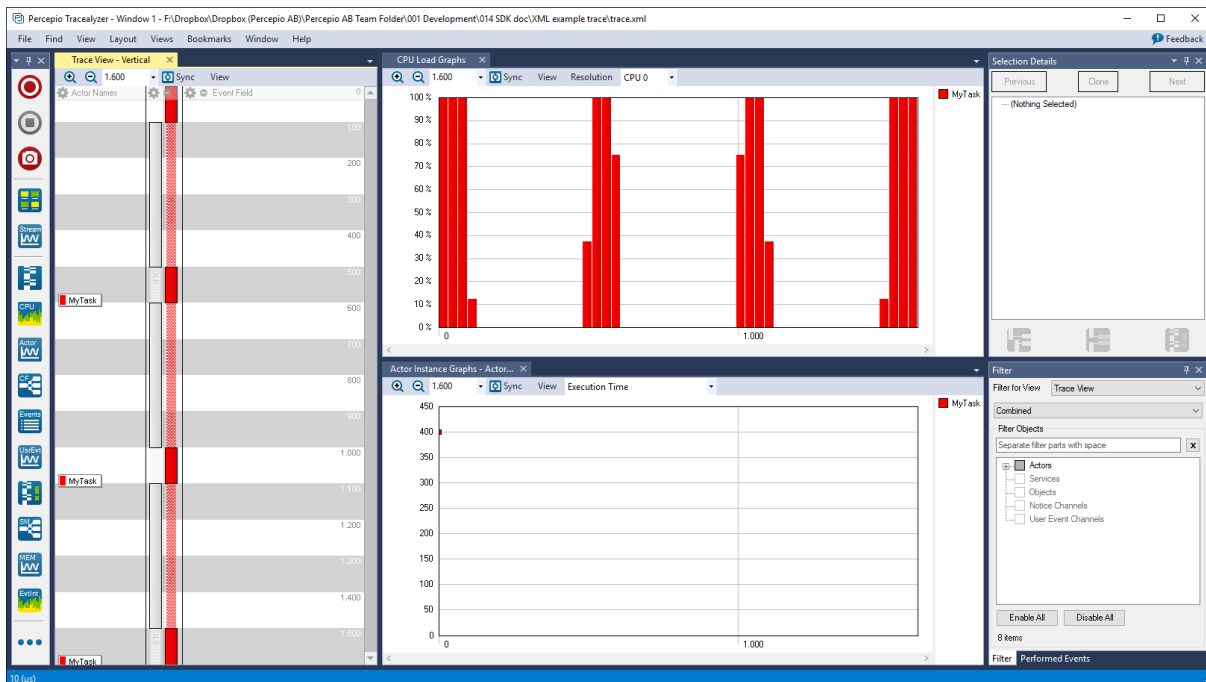 Percepio Tracealyzer - Window 1 - F:\Dropbox\Dropbox (Percepio AB)\Percepio AB Team Folder\001 Development\014 SDK doc\XML example trace\trace.xml
File Find View Layout Views Bookmarks Window Help
Feedback
Trace View - Vertical
1.600 Sync View
Actor Names Event Field 0
100
200
300
400
500
MyTask
600
700
800
900
1.000
MyTask
1.100
1.200
1.300
1.400
1.500
MyTask
Stream
CPU
Actor
CF
Events
UsrEvt
SM
MEM
EvtInt
CPU Load Graphs
1.600 Sync View Resolution CPU 0
MyTask
100 %
90 %
80 %
70 %
60 %
50 %
40 %
30 %
20 %
10 %
0 %
0 1.000
Actor Instance Graphs - Actor...
1.600 Sync View Execution Time
MyTask
450
400
350
300
250
200
150
100
50
0
0 1.000
Selection Details
Previous Clone Next
(Nothing Selected)
Filter
Filter for View Trace View
Combined
Filter Objects
Separate filter parts with space x
Actors
Services
Objects
Notice Channels
User Event Channels
Enable All Disable All
8 items
Filter Performed Events
10 (us)